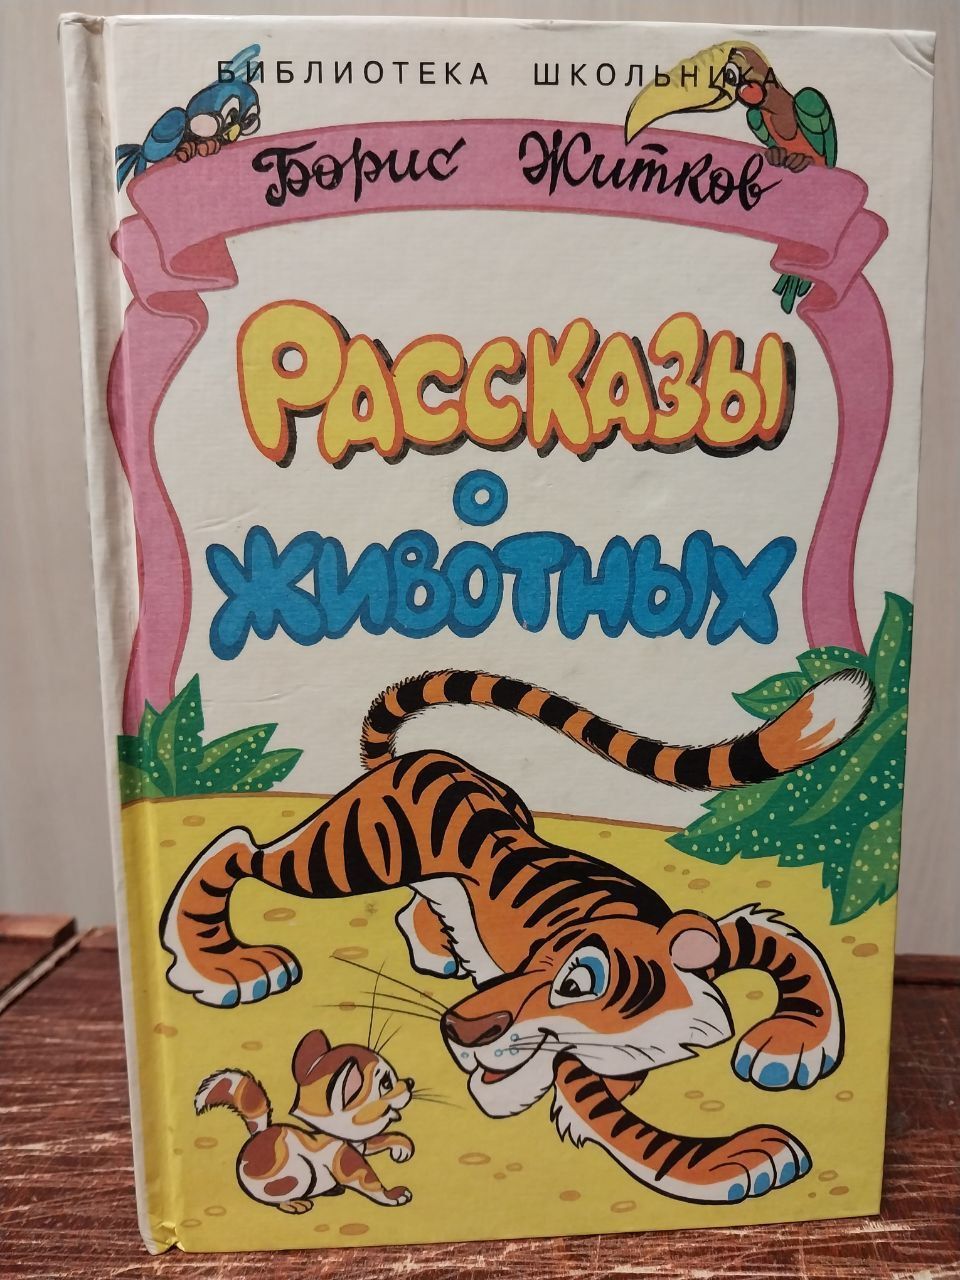 БИБЛИОТЕКА ШКОЛЬНИКА
Борис Житков
РАССКАЗЫ
О
ЖИВОТНЫХ